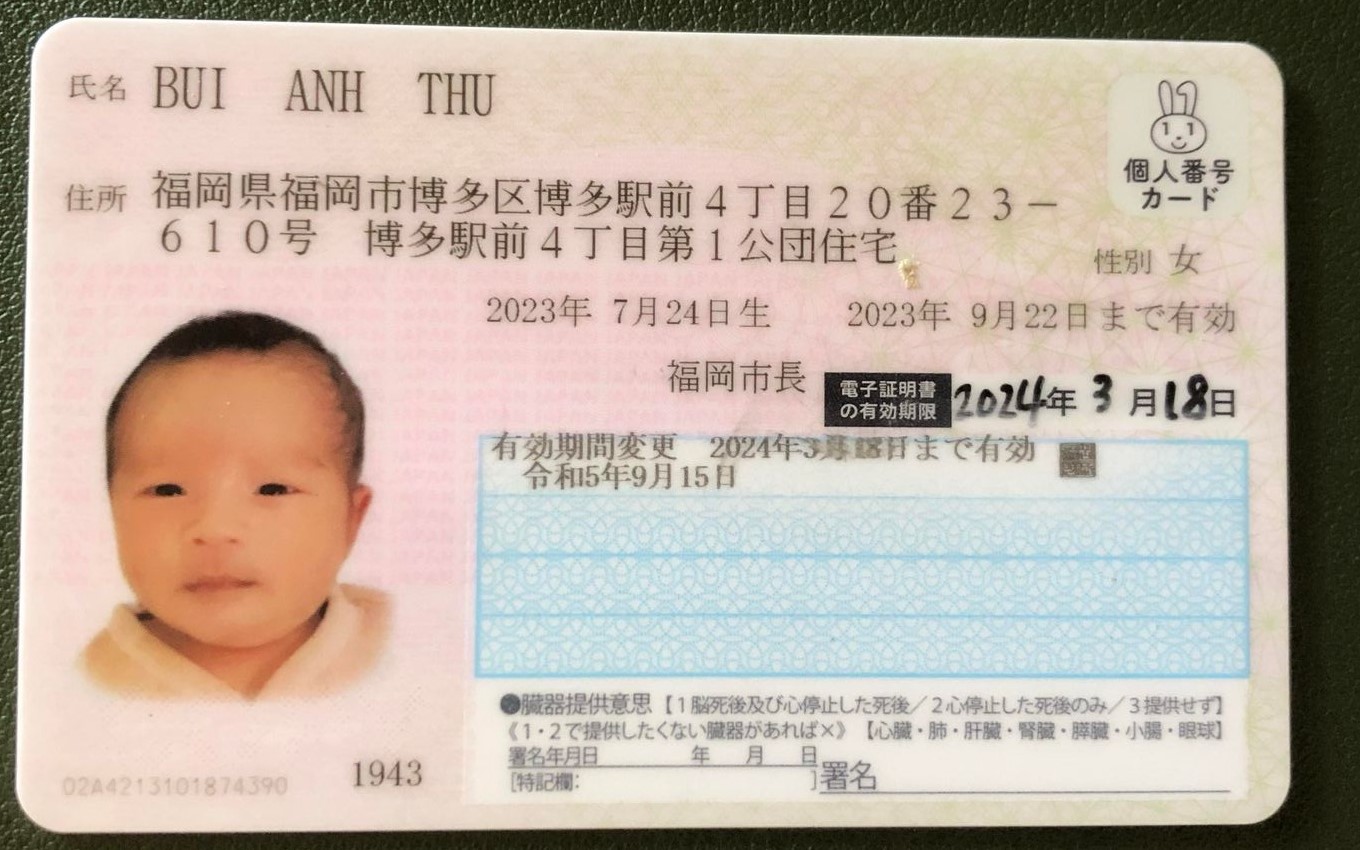 氏名 BUI ANH THU
個人番号
カード
住所 福岡県福岡市博多区博多駅前4丁目20番23-
610号 博多駅前4丁目第1公団住宅
性別 女
2023年 7月24日生 2023年 9月22日まで有効
福岡市長
電子証明書
の有効期限 2024年 3月18日
有効期間変更 2024年3月18日まで有効
令和5年9月15日
●臓器提供意思【1脳死後及び心停止した死後/2心停止した死後のみ/3提供せず】
《1・2で提供したくない臓器があれば×》【心臓・肺・肝臓・腎臓・膵臓・小腸・眼球】
署名年月日 年 月 日
[特記欄: ] 署名
02A4213101874390
1943